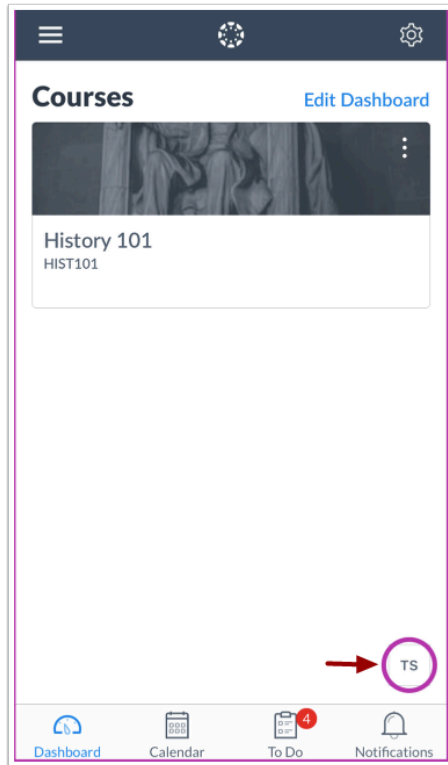 Courses
Edit Dashboard
History 101
HIST101
TS
4
Dashboard
Calendar
To Do
Notifications